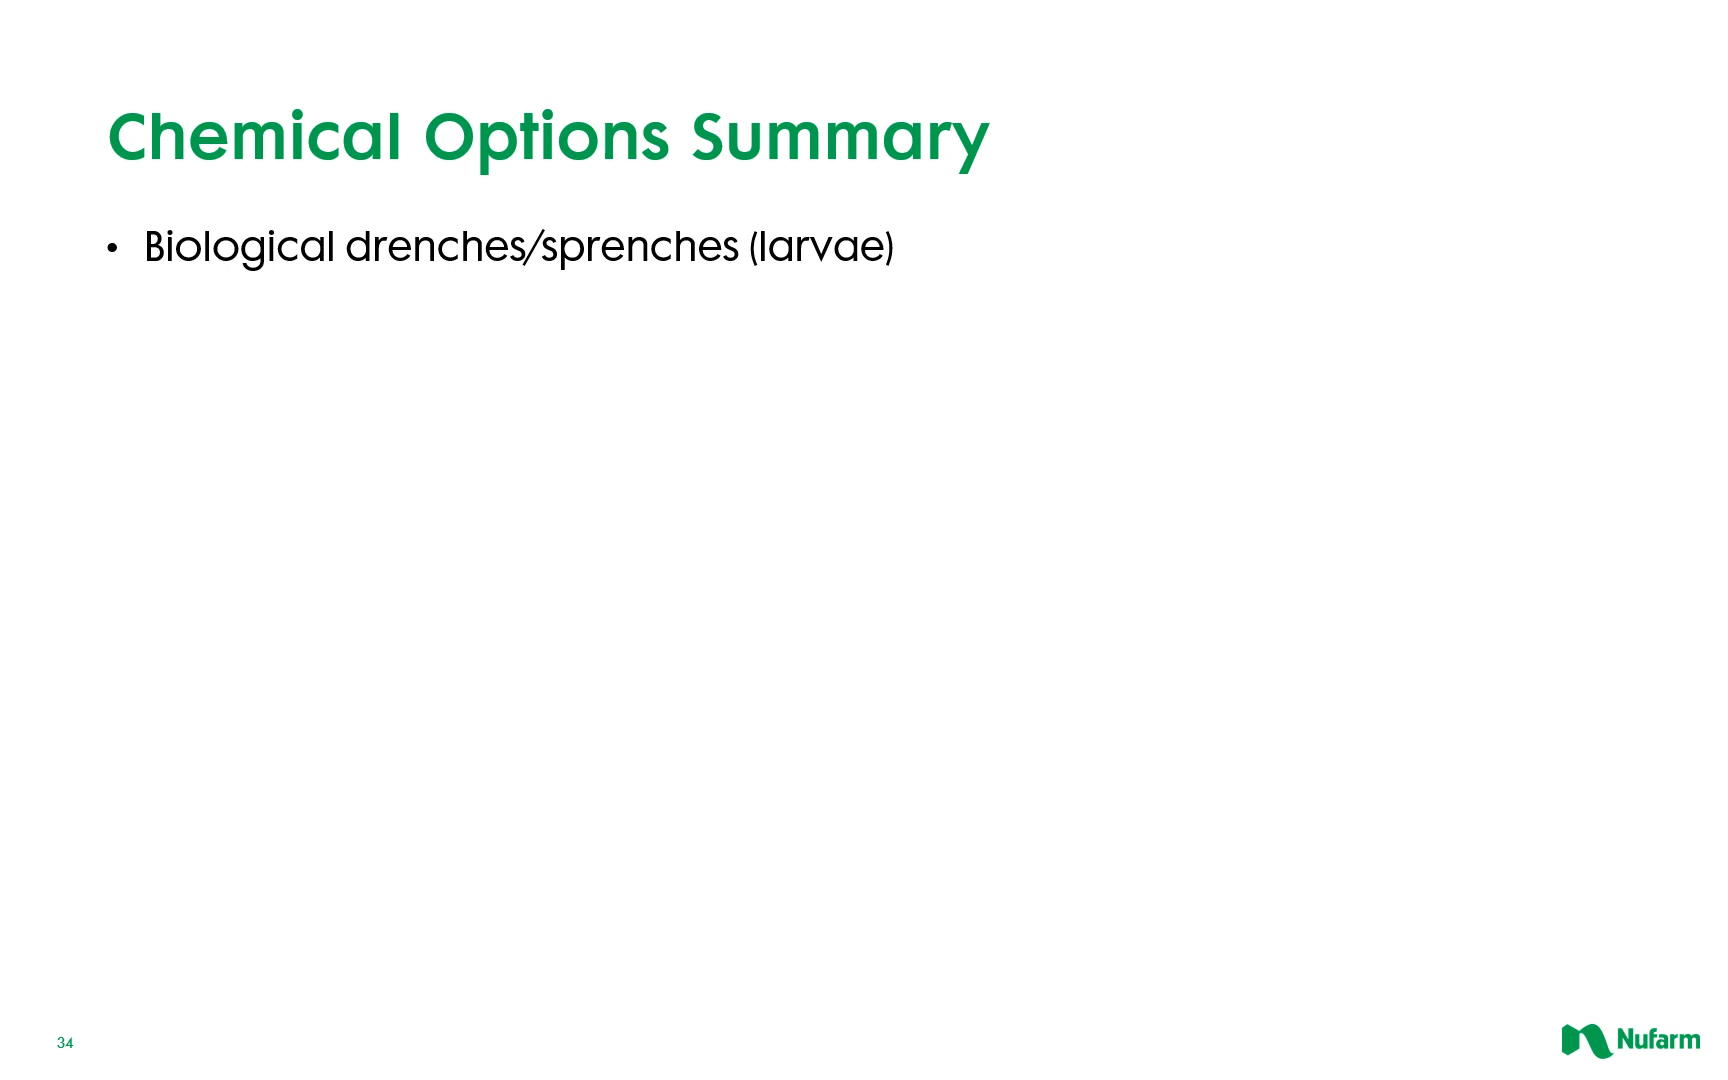 Chemical Options Summary
• Biological drenches/sprenches (larvae)
34
Nufarm